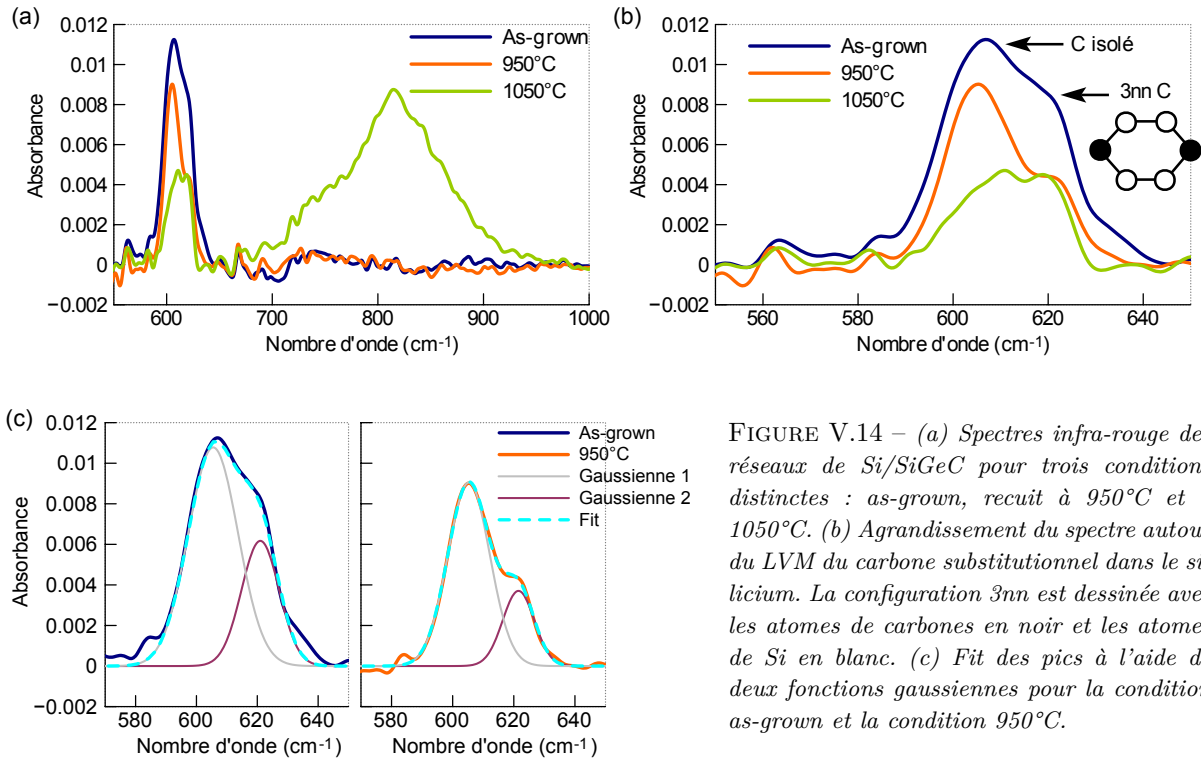 (a)
0.012
0.01
0.008
0.006
0.004
0.002
0
−0.002
Absorbance
As-grown
950°C
1050°C
600
700
800
900
1000
Nombre d'onde (cm-1)
(b)
0.012
0.01
0.008
0.006
0.004
0.002
0
−0.002
Absorbance
As-grown
950°C
1050°C
C isolé
3nn C
560
580
600
620
640
Nombre d'onde (cm-1)
(c)
0.012
0.01
0.008
0.006
0.004
0.002
0
−0.002
Absorbance
As-grown
950°C
Gaussienne 1
Gaussienne 2
Fit
570
600
620
640
570
600
620
640
Nombre d'onde (cm-1)
Nombre d'onde (cm-1)
FIGURE V.14 – (a) Spectres infra-rouge de
réseaux de Si/SiGeC pour trois condition
distinctes : as-grown, recuit à 950°C et
1050°C. (b) Agrandissement du spectre autou
du LVM du carbone substitutionnel dans le si
licium. La configuration 3nn est dessinée ave
les atomes de carbones en noir et les atome
de Si en blanc. (c) Fit des pics à l'aide d
deux fonctions gaussiennes pour la condition
as-grown et la condition 950°C.